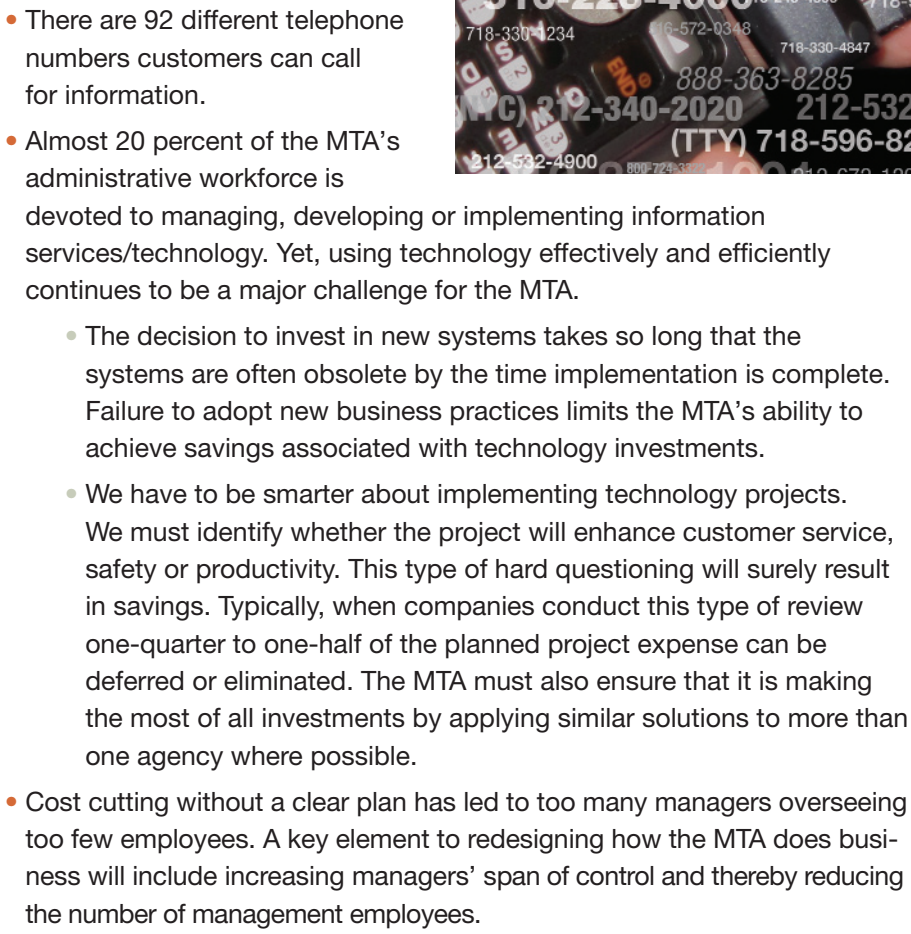 • There are 92 different telephone
numbers customers can call
for information.
• Almost 20 percent of the MTA’s
administrative workforce is
devoted to managing, developing or implementing information
services/technology. Yet, using technology effectively and efficiently
continues to be a major challenge for the MTA.
• The decision to invest in new systems takes so long that the
systems are often obsolete by the time implementation is complete.
Failure to adopt new business practices limits the MTA’s ability to
achieve savings associated with technology investments.
• We have to be smarter about implementing technology projects.
We must identify whether the project will enhance customer service,
safety or productivity. This type of hard questioning will surely result
in savings. Typically, when companies conduct this type of review
one-quarter to one-half of the planned project expense can be
deferred or eliminated. The MTA must also ensure that it is making
the most of all investments by applying similar solutions to more than
one agency where possible.
• Cost cutting without a clear plan has led to too many managers overseeing
too few employees. A key element to redesigning how the MTA does busi-
ness will include increasing managers’ span of control and thereby reducing
the number of management employees.
718-330-1234
516-572-0348
718-330-4847
END
888-363-8285
(NYC) 212-340-2020 212-532
(TTY) 718-596-82
212-532-4900